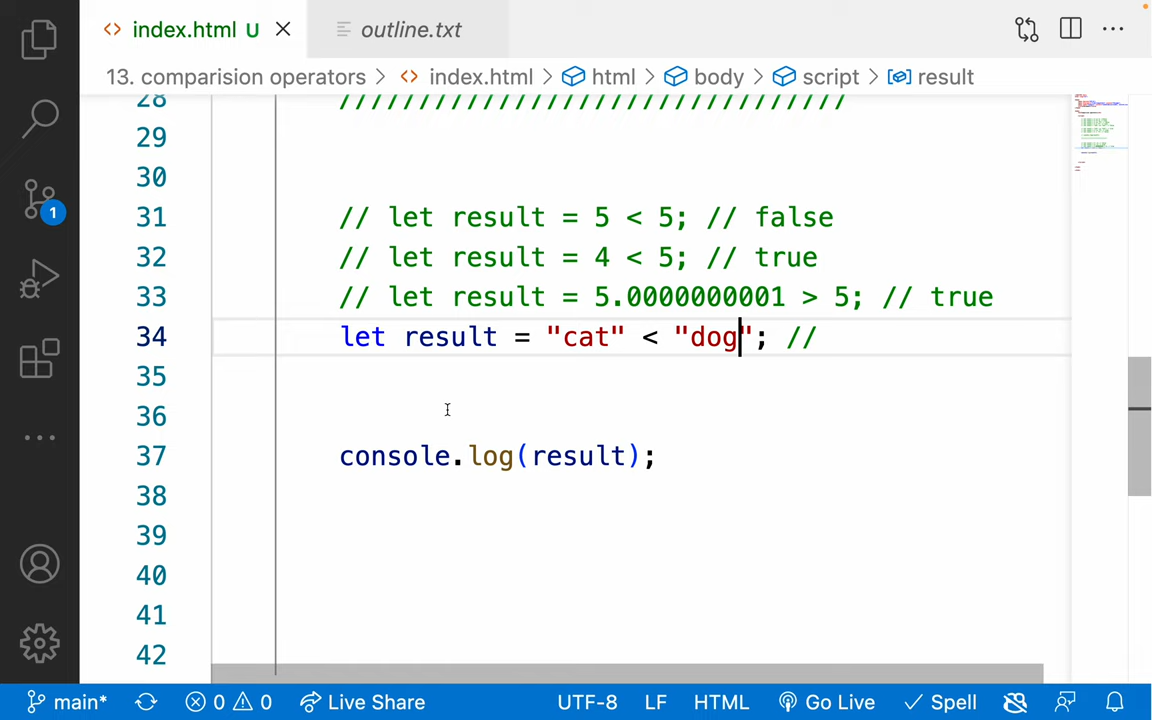 index.html U
outline.txt
13. comparision operators > index.html > html > body > script > result
28 //////////////////////////////////
29
30
31 // let result = 5 < 5; // false
32 // let result = 4 < 5; // true
33 // let result = 5.0000000001 > 5; // true
34 let result = "cat" < "dog"; //
35
36
37 console.log(result);
38
39
40
41
42
1
main* 0 0 Live Share UTF-8 LF HTML Go Live Spell